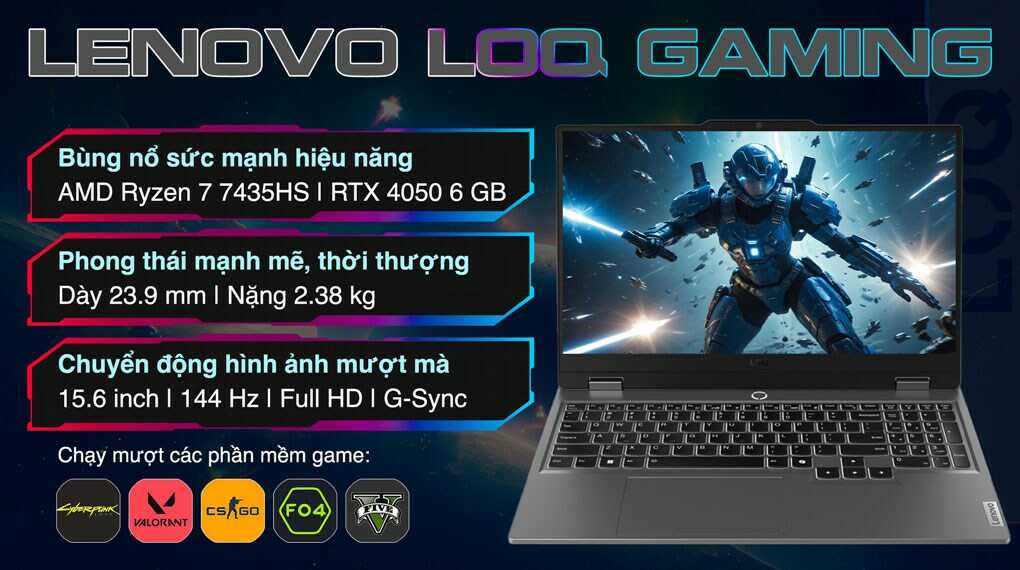 LENOVO LOQ GAMING
Bùng nổ sức mạnh hiệu năng
AMD Ryzen 7 7435HS | RTX 4050 6 GB
Phong thái mạnh mẽ, thời thượng
Dày 23.9 mm | Nặng 2.38 kg
Chuyển động hình ảnh mượt mà
15.6 inch | 144 Hz | Full HD | G-Sync
Chạy mượt các phần mềm game:
Cyberpunk
VALORANT
CS GO
FO4
V
FIVE
LOQ
LOQ
Lenovo